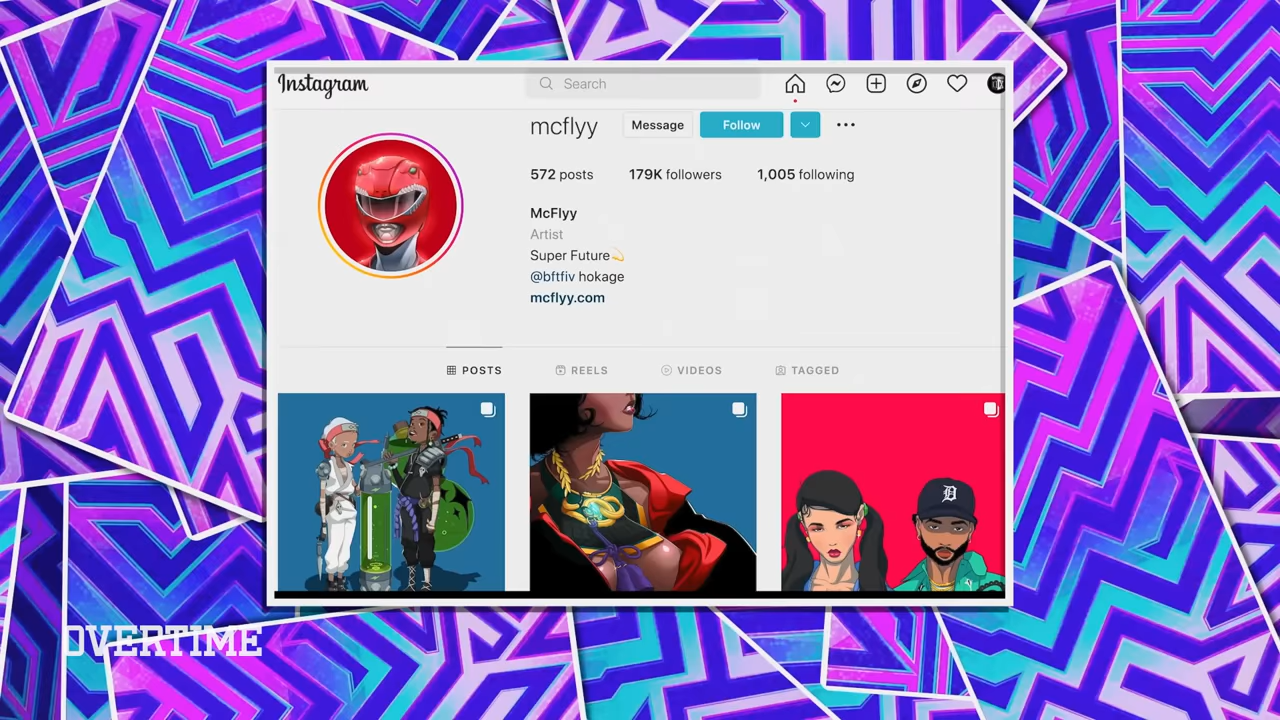 Instagram
Search
mcflyy Message Follow
572 posts 179K followers 1,005 following
McFlyy
Artist
Super Future💫
@bftfiv hokage
mcflyy.com
POSTS REELS VIDEOS TAGGED
D
OVERTIME